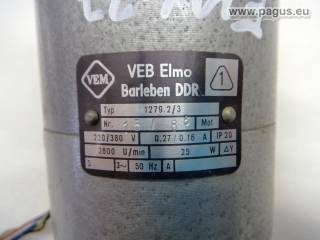 © www.pagus.eu
VEM
VEB Elmo
Barleben DDR
1
Typ 1279.2/3
Nr. Mot
220/380 V 0,27/0,16 A IP 20
2800 U/min 25 W ΔY
S 3~ 50 Hz A